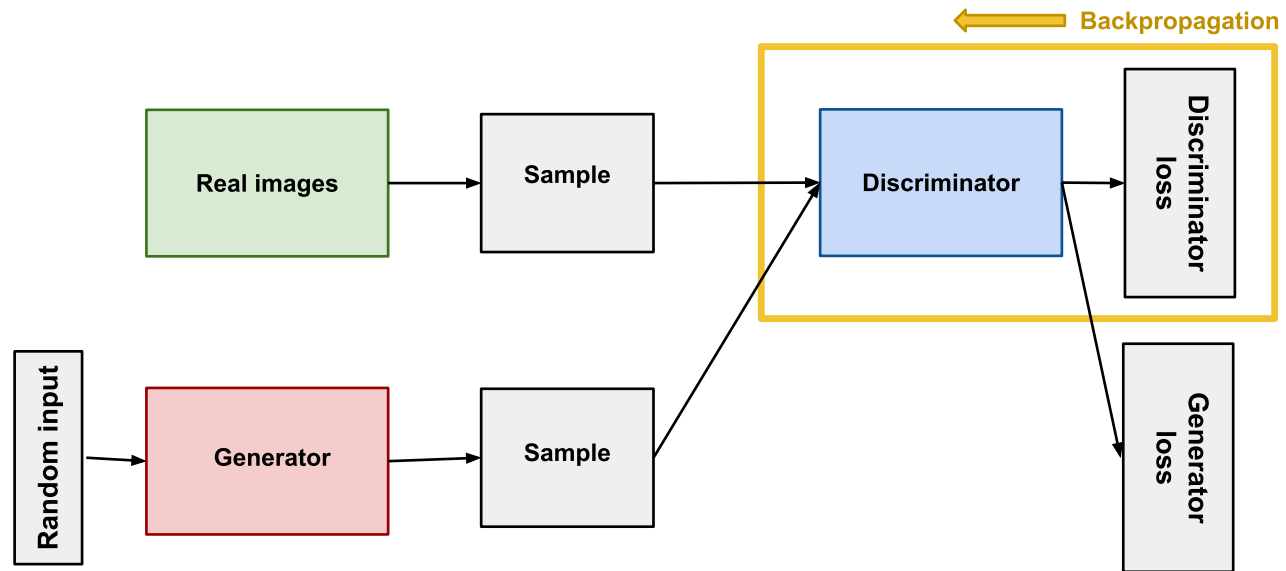 Backpropagation
Real images
Sample
Discriminator
Discriminator
loss
Random input
Generator
Sample
Generator
loss